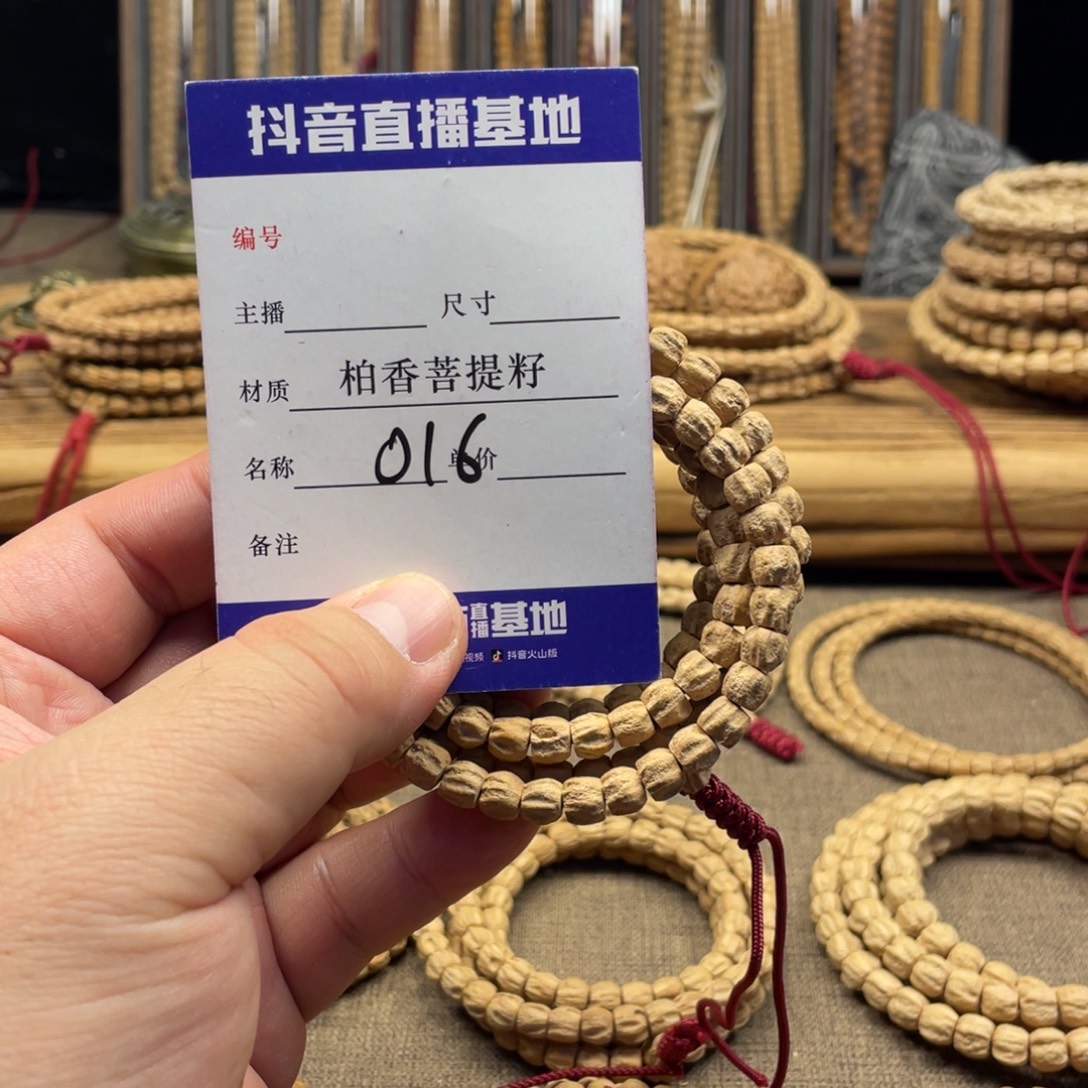 抖音直播基地
编号
主播 尺寸
材质 柏香菩提籽
名称 016 单价
备注
直播基地
视频 抖音火山版